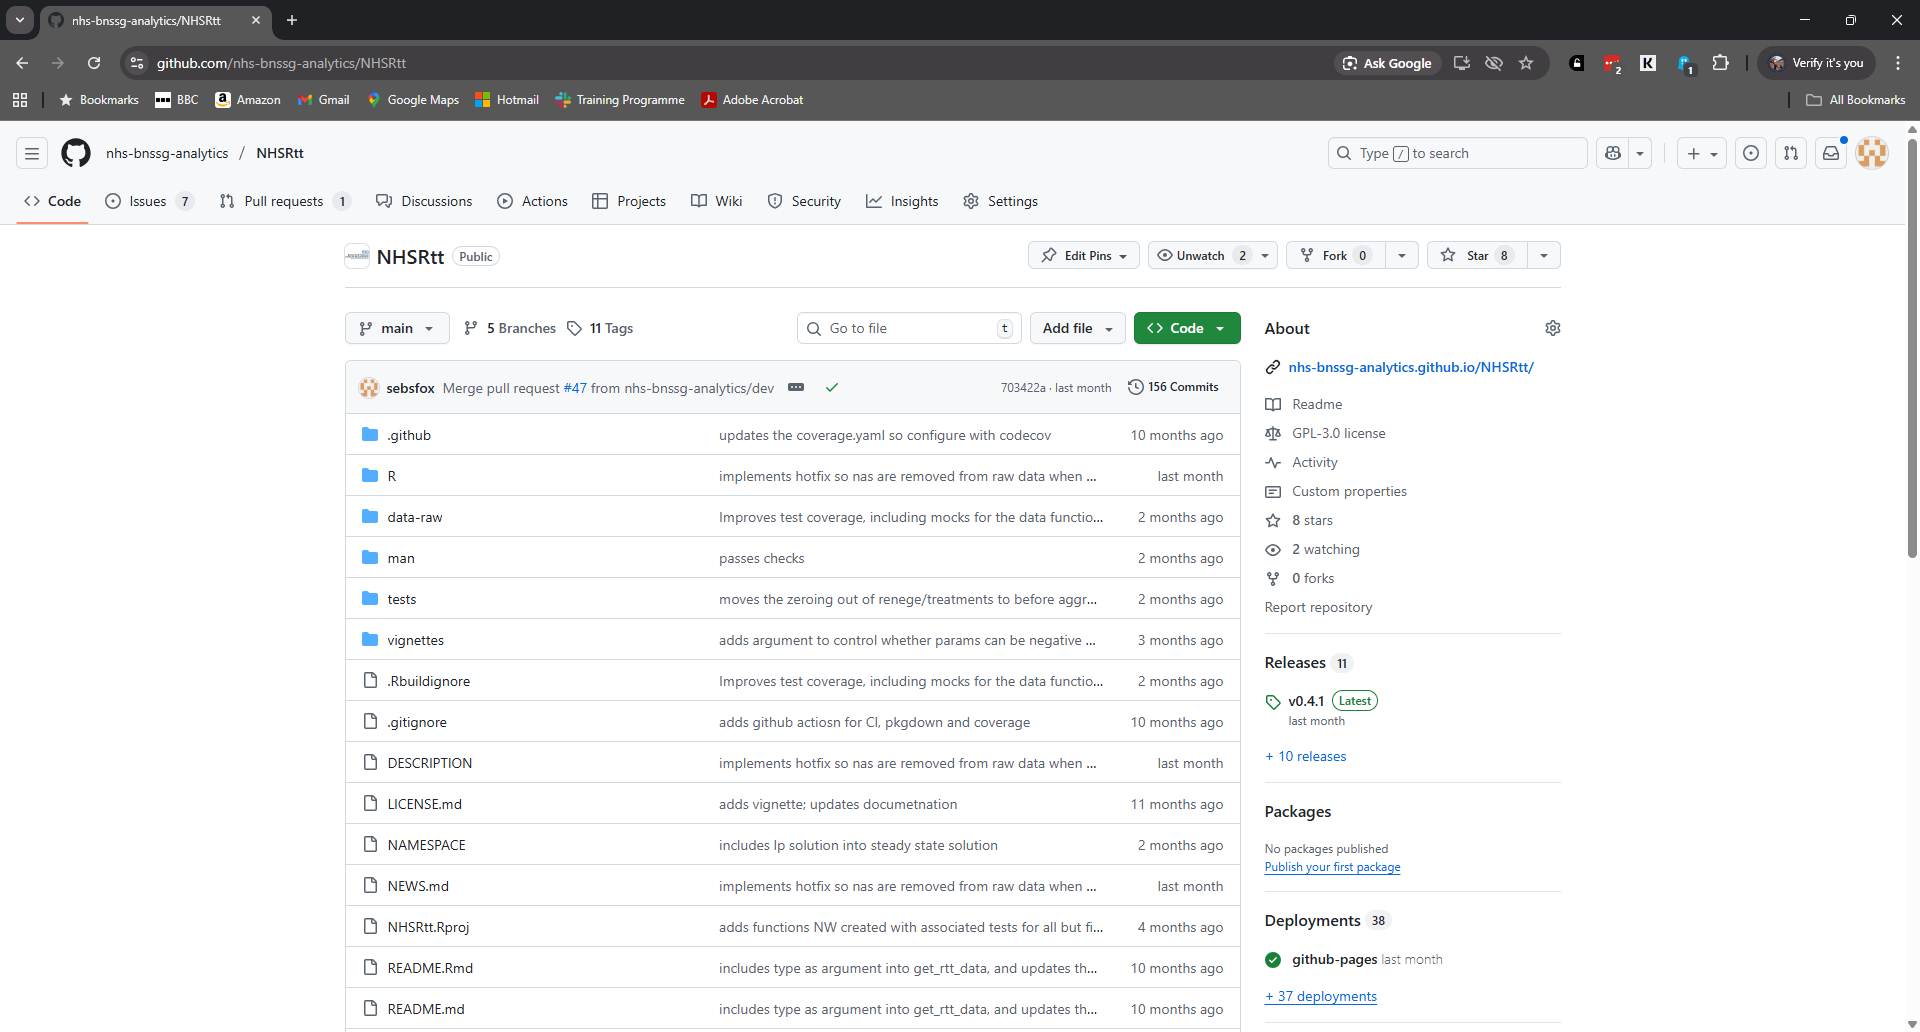 nhs-bnssg-analytics/NHSRtt
github.com/nhs-bnssg-analytics/NHSRtt
Ask Google
2
K
1
Verify it's you
Bookmarks
BBC
Amazon
Gmail
Google Maps
Hotmail
Training Programme
Adobe Acrobat
All Bookmarks
nhs-bnssg-analytics / NHSRtt
Type / to search
Code
Issues 7
Pull requests 1
Discussions
Actions
Projects
Wiki
Security
Insights
Settings
NHSRtt Public
Edit Pins
Unwatch 2
Fork 0
Star 8
main
5 Branches
11 Tags
Go to file t
Add file
Code
sebsfox Merge pull request #47 from nhs-bnssg-analytics/dev 703422a · last month 156 Commits
.github updates the coverage.yaml so configure with codecov 10 months ago
R implements hotfix so nas are removed from raw data when ... last month
data-raw Improves test coverage, including mocks for the data functio... 2 months ago
man passes checks 2 months ago
tests moves the zeroing out of renege/treatments to before aggr... 2 months ago
vignettes adds argument to control whether params can be negative ... 3 months ago
.Rbuildignore Improves test coverage, including mocks for the data functio... 2 months ago
.gitignore adds github actiosn for CI, pkgdown and coverage 10 months ago
DESCRIPTION implements hotfix so nas are removed from raw data when ... last month
LICENSE.md adds vignette; updates documetnation 11 months ago
NAMESPACE includes lp solution into steady state solution 2 months ago
NEWS.md implements hotfix so nas are removed from raw data when ... last month
NHSRtt.Rproj adds functions NW created with associated tests for all but fi... 4 months ago
README.Rmd includes type as argument into get_rtt_data, and updates th... 10 months ago
README.md includes type as argument into get_rtt_data, and updates th... 10 months ago
About
nhs-bnssg-analytics.github.io/NHSRtt/
Readme
GPL-3.0 license
Activity
Custom properties
8 stars
2 watching
0 forks
Report repository
Releases 11
v0.4.1 Latest
last month
+ 10 releases
Packages
No packages published
Publish your first package
Deployments 38
github-pages last month
+ 37 deployments